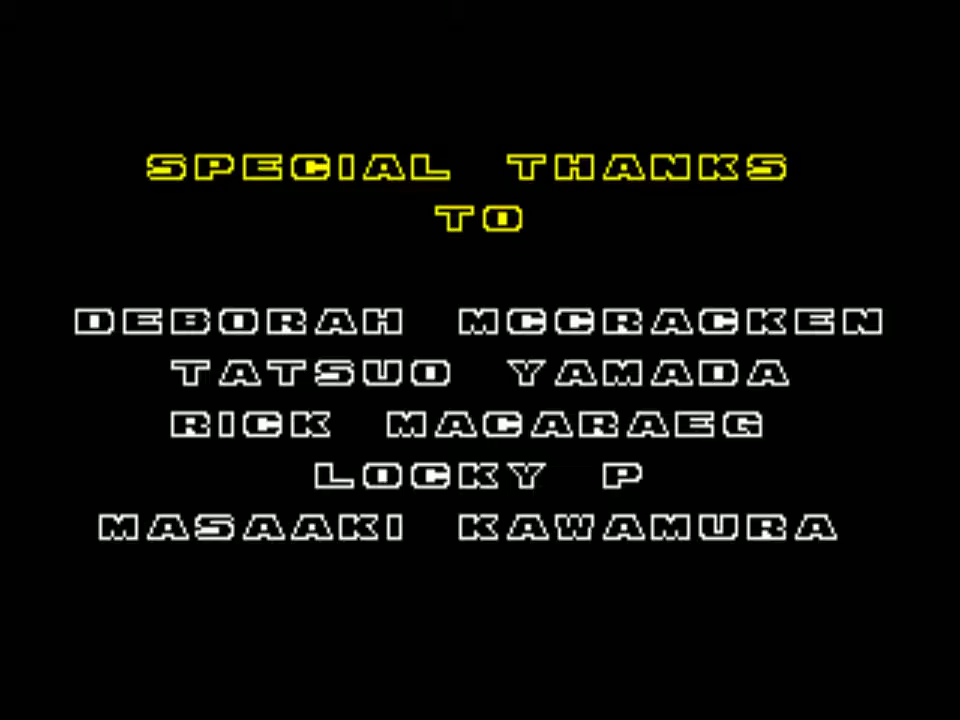 SPECIAL THANKS
TO
DEBORAH MCCRACKEN
TATSUO YAMADA
RICK MACARAEG
LOCKY P
MASAAKI KAWAMURA